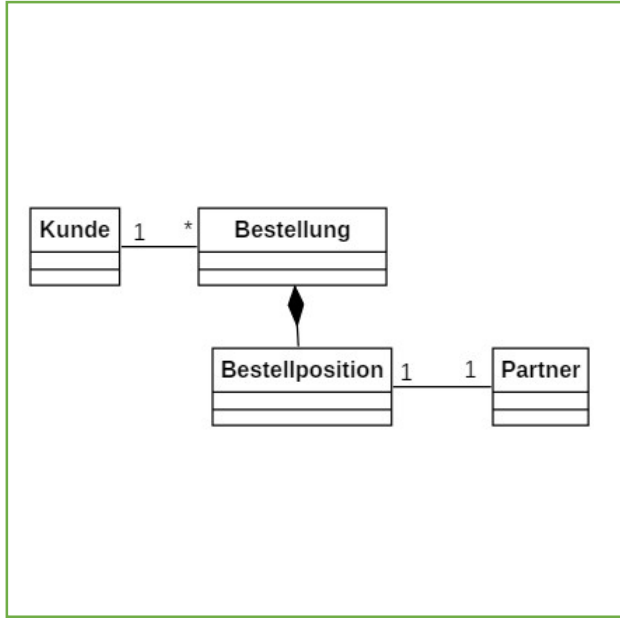 Kunde
1
*
Bestellung
Bestellposition
1
1
Partner